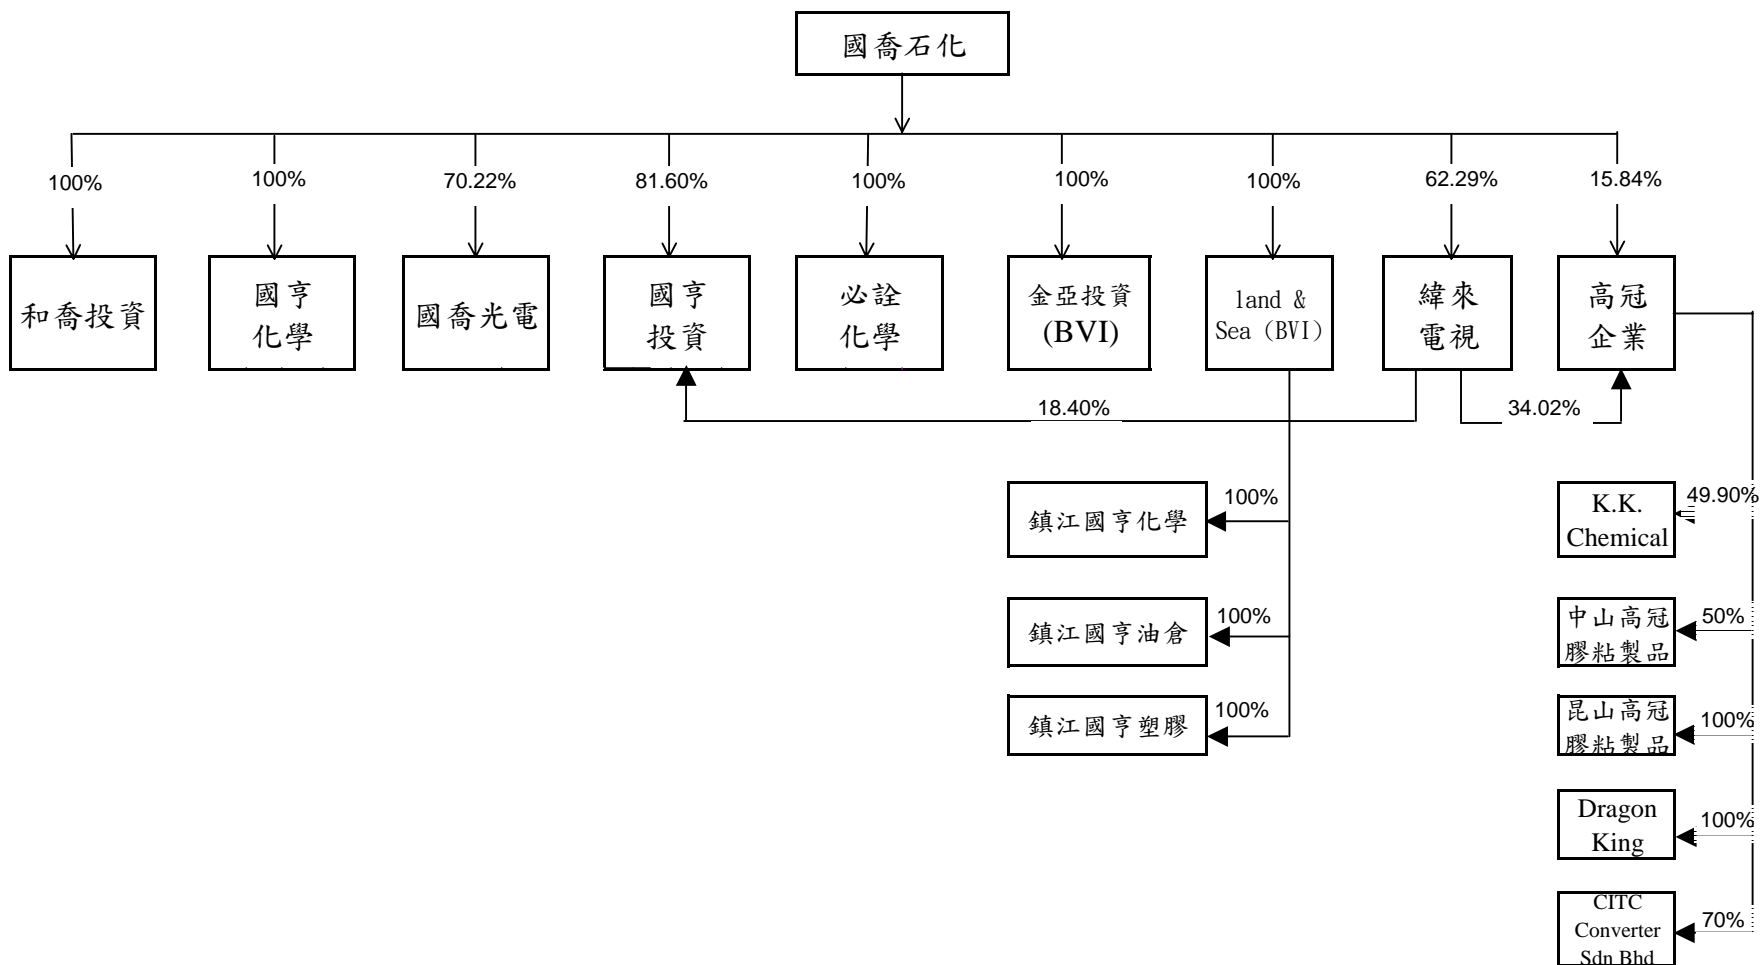 國喬石化
100%
100%
70.22%
81.60%
100%
100%
100%
62.29%
15.84%
和喬投資
國亨
化學
國喬光電
國亨
投資
必詮
化學
金亞投資
(BVI)
land &
Sea (BVI)
緯來
電視
高冠
企業
18.40%
34.02%
鎮江國亨化學
100%
鎮江國亨油倉
100%
鎮江國亨塑膠
100%
K.K.
Chemical
49.90%
中山高冠
膠粘製品
50%
昆山高冠
膠粘製品
100%
Dragon
King
100%
CITC
Converter
Sdn Bhd
70%